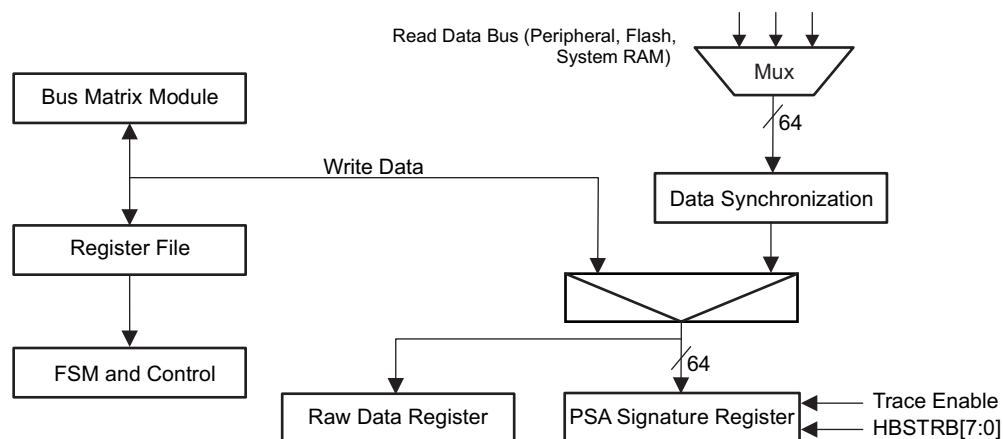 Read Data Bus (Peripheral, Flash,
System RAM)
Mux
Bus Matrix Module
64
Write Data
Data Synchronization
Register File
64
FSM and Control
Raw Data Register
PSA Signature Register
Trace Enable
HBSTRB[7:0]